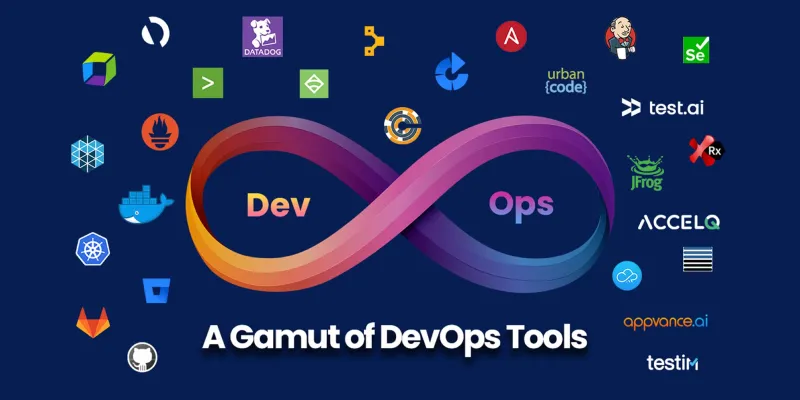 DATADOG
>
Se
urban
{code}
test.ai
Rx
JFrog
Dev
Ops
ACCELQ
appvance.ai
A Gamut of DevOps Tools
testim